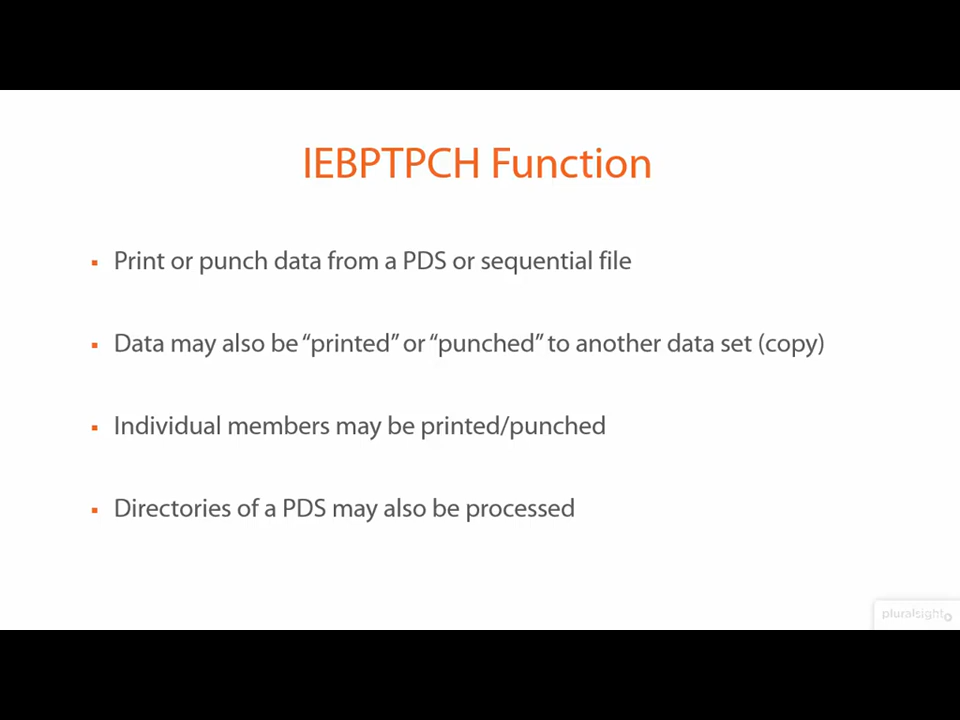 IEBPTPCH Function
▪ Print or punch data from a PDS or sequential file
▪ Data may also be “printed” or “punched” to another data set (copy)
▪ Individual members may be printed/punched
▪ Directories of a PDS may also be processed
pluralsight